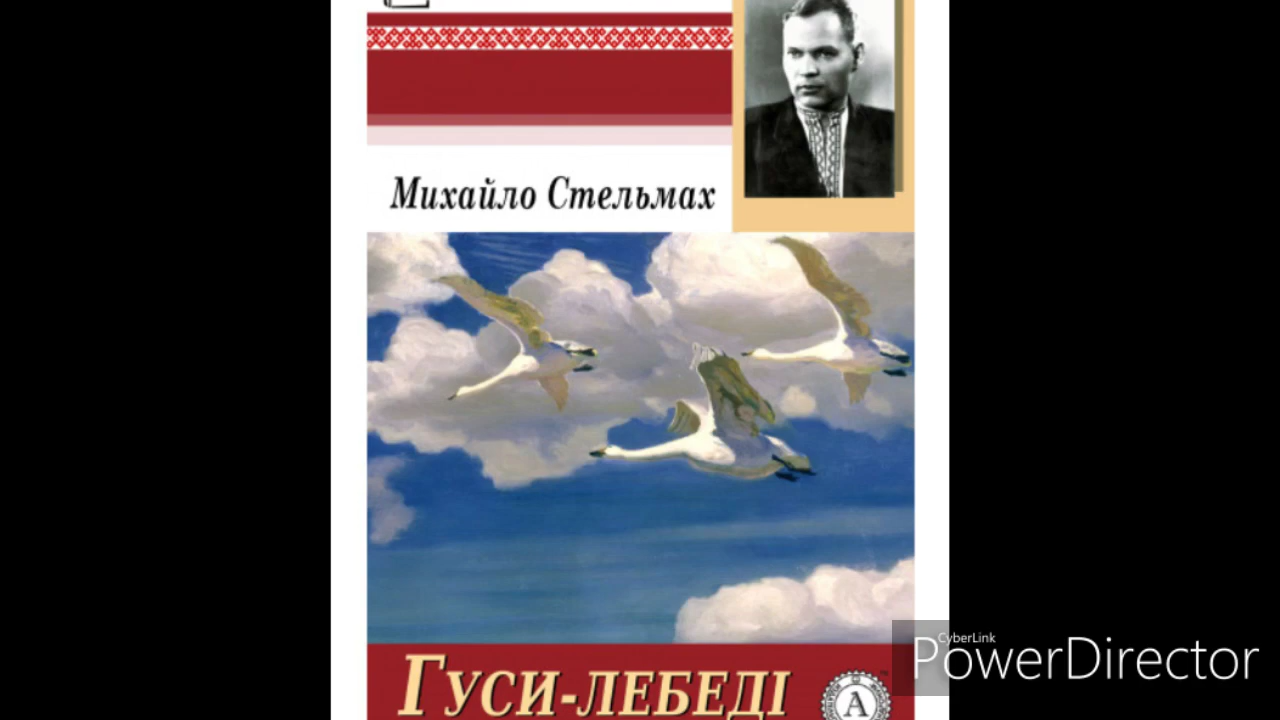 Михайло Стельмах
CyberLink
PowerDirector
Гуси-лебеді
А